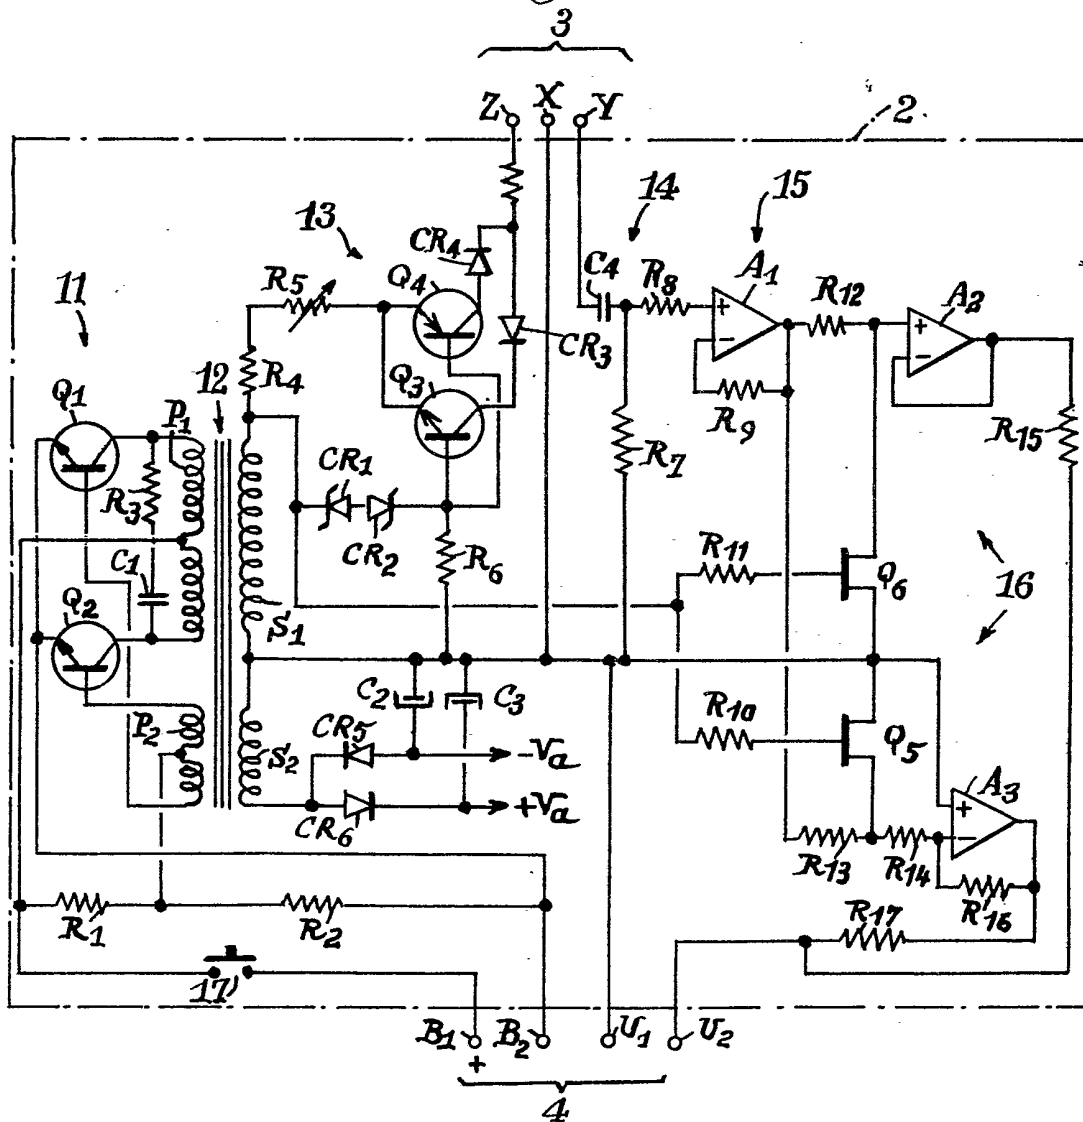 3
Z X Y
2
13
14
15
CR4
C4
R8
A1
R12
A2
11
R5
Q4
CR3
12
R4
Q3
R9
R15
Q1
P1
CR1
R7
R3
CR2
R6
R11
Q6
C1
16
Q2
S1
C2
C3
R10
P2
CR5
Q5
S2
-Va
A3
+Va
CR6
R13
R14
R16
R1
R2
R17
17
B1 B2 U1 U2
+
4